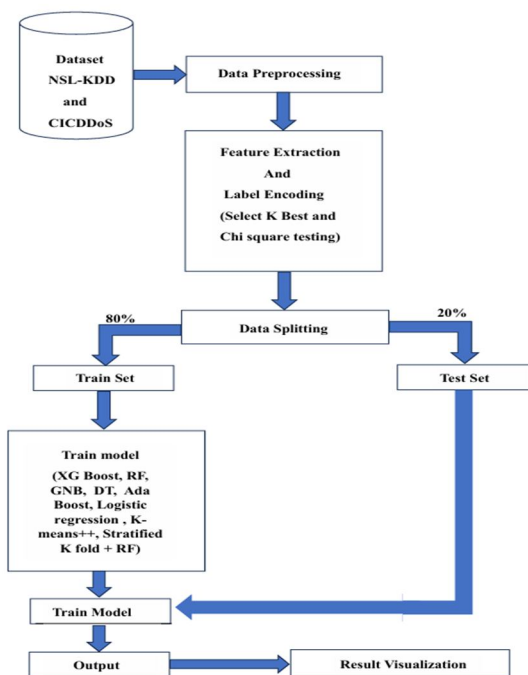 Dataset
NSL-KDD
and
CICDDoS
Data Preprocessing
Feature Extraction
And
Label Encoding
(Select K Best and
Chi square testing)
80%
20%
Data Splitting
Train Set
Test Set
Train model
(XG Boost, RF,
GNB, DT, Ada
Boost, Logistic
regression , K-
means++, Stratified
K fold + RF)
Train Model
Output
Result Visualization